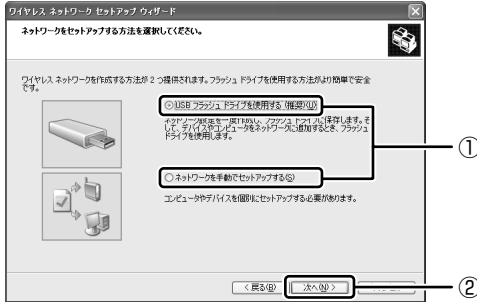 ワイヤレス ネットワーク セットアップ ウィザード
ネットワークをセットアップする方法を選択してください。
ワイヤレス ネットワークを作成する方法が 2 つ提供されます。フラッシュ ドライブを使用する方法がより簡単で安全
です。
USB フラッシュ ドライブを使用する (推奨)(U)
ネットワーク設定を一度作成し、フラッシュ ドライブに保存します。そ
して、デバイスやコンピュータをネットワークに追加するとき、フラッシュ
ドライブを使用します。
①
ネットワークを手動でセットアップする(S)
コンピュータやデバイスを個別にセットアップする必要があります。
< 戻る(B) 次へ(N) >
②